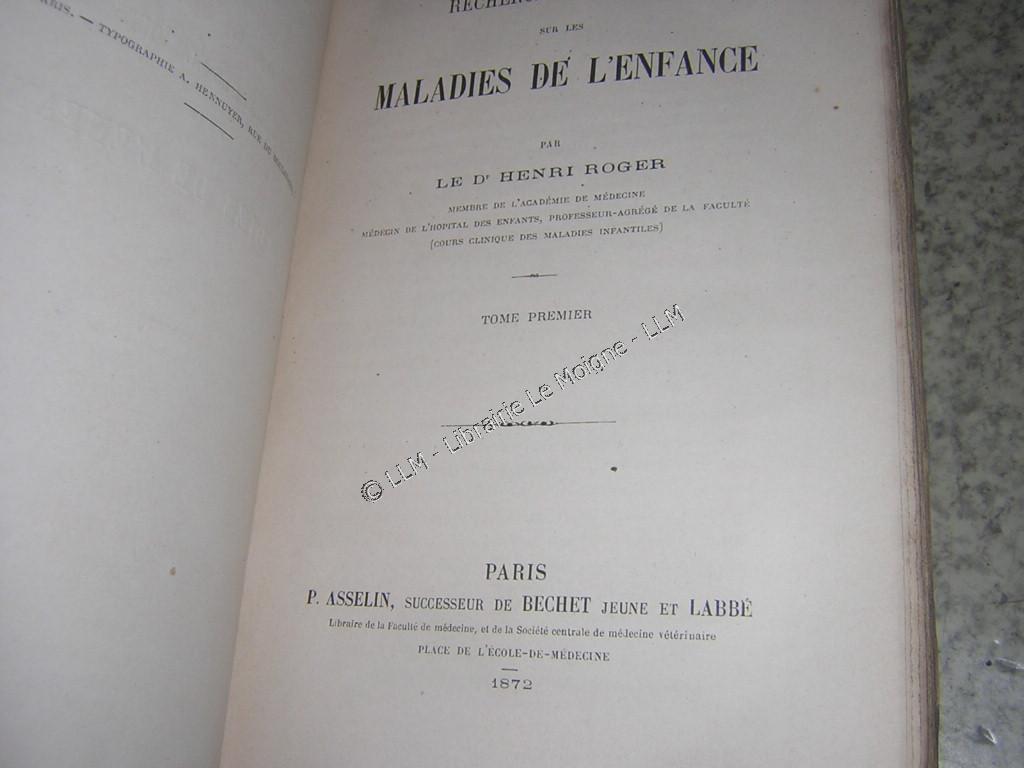 RIS. — TYPOGRAPHIE A. HENNUYER, RUE DU
SUR LES
MALADIES DE L'ENFANCE
PAR
LE Dr HENRI ROGER
MEMBRE DE L'ACADÉMIE DE MÉDECINE
MÉDECIN DE L'HOPITAL DES ENFANTS, PROFESSEUR-AGRÉGÉ DE LA FACULTÉ
(COURS CLINIQUE DES MALADIES INFANTILES)
TOME PREMIER
© LLM - Librairie Le Moigne - LLM
PARIS
P. ASSELIN, SUCCESSEUR DE BECHET JEUNE ET LABBÉ
Libraire de la Faculté de médecine, et de la Société centrale de médecine vétérinaire
PLACE DE L'ÉCOLE-DE-MÉDECINE
1872